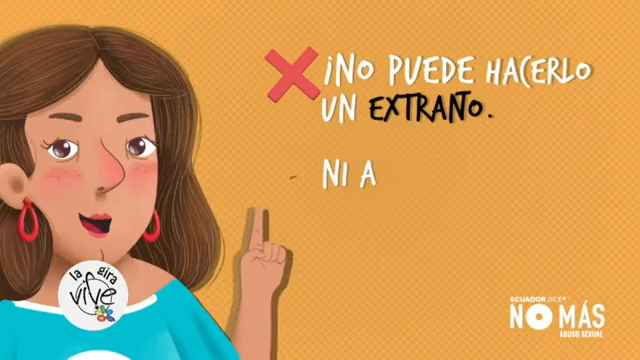 ¡NO PUEDE HACERLO
UN EXTRAÑO.
NI A
la gira
vive
ECUADOR DICE
NO MÁS
ABUSO SEXUAL